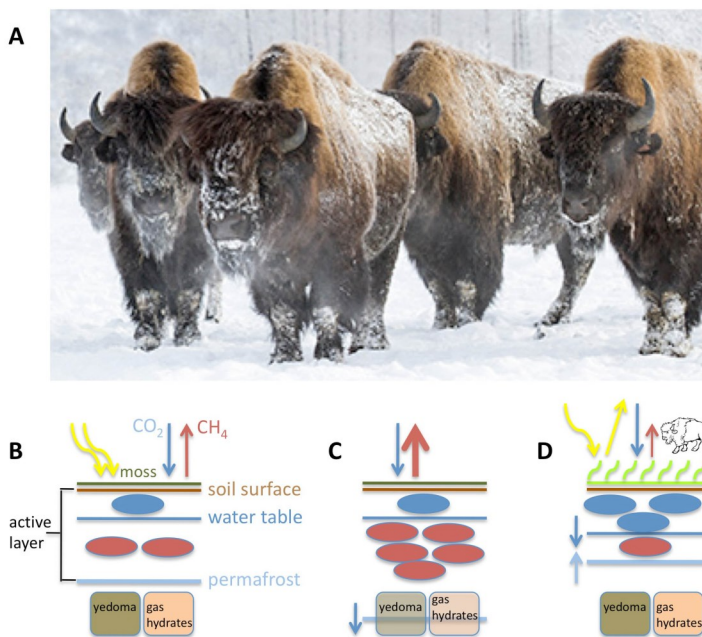 A
B
CO₂
CH₄
moss
soil surface
water table
active
layer
permafrost
yedoma
gas
hydrates
C
yedoma
gas
hydrates
D
yedoma
gas
hydrates